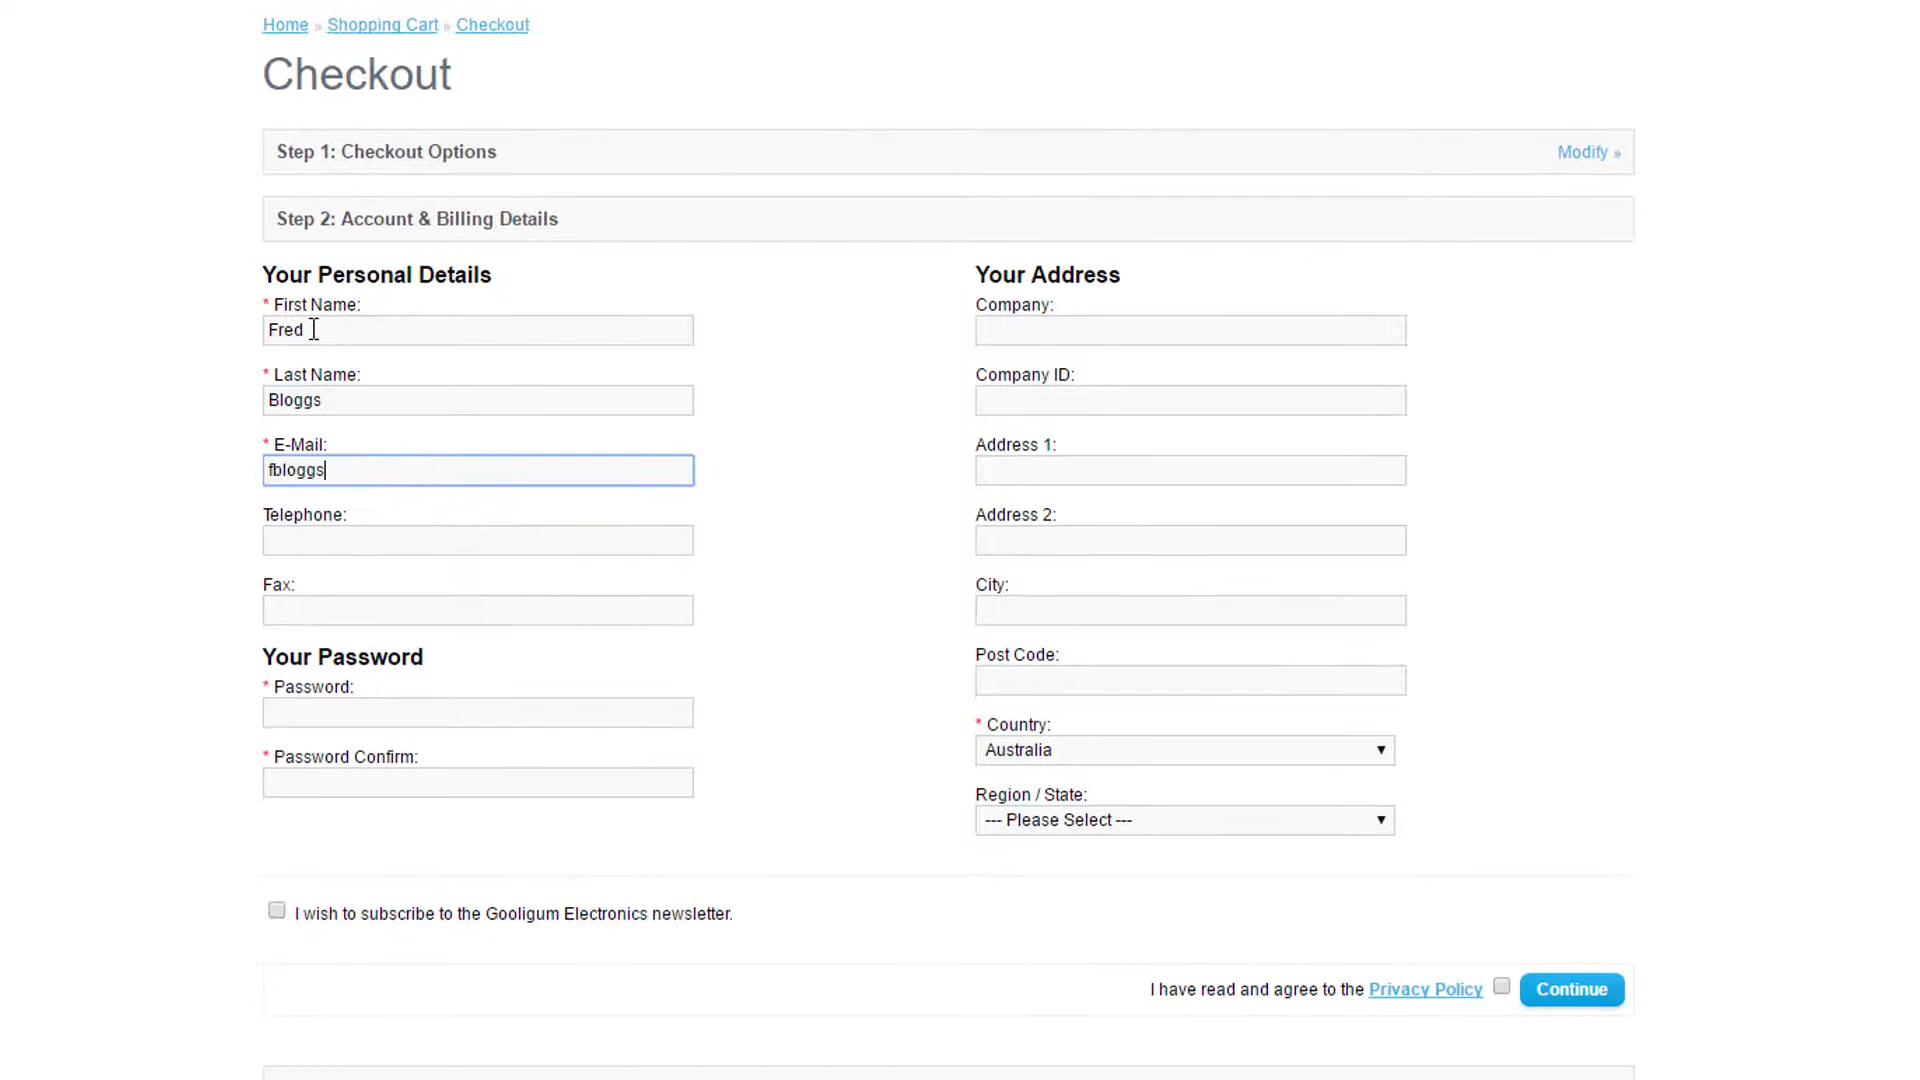 Home » Shopping Cart » Checkout
Checkout
Step 1: Checkout Options
Modify »
Step 2: Account & Billing Details
Your Personal Details
* First Name:
Fred
* Last Name:
Bloggs
* E-Mail:
fbloggs
Telephone:
Fax:
Your Password
* Password:
* Password Confirm:
Your Address
Company:
Company ID:
Address 1:
Address 2:
City:
Post Code:
* Country:
Australia
Region / State:
--- Please Select ---
I wish to subscribe to the Gooligum Electronics newsletter.
I have read and agree to the Privacy Policy
Continue